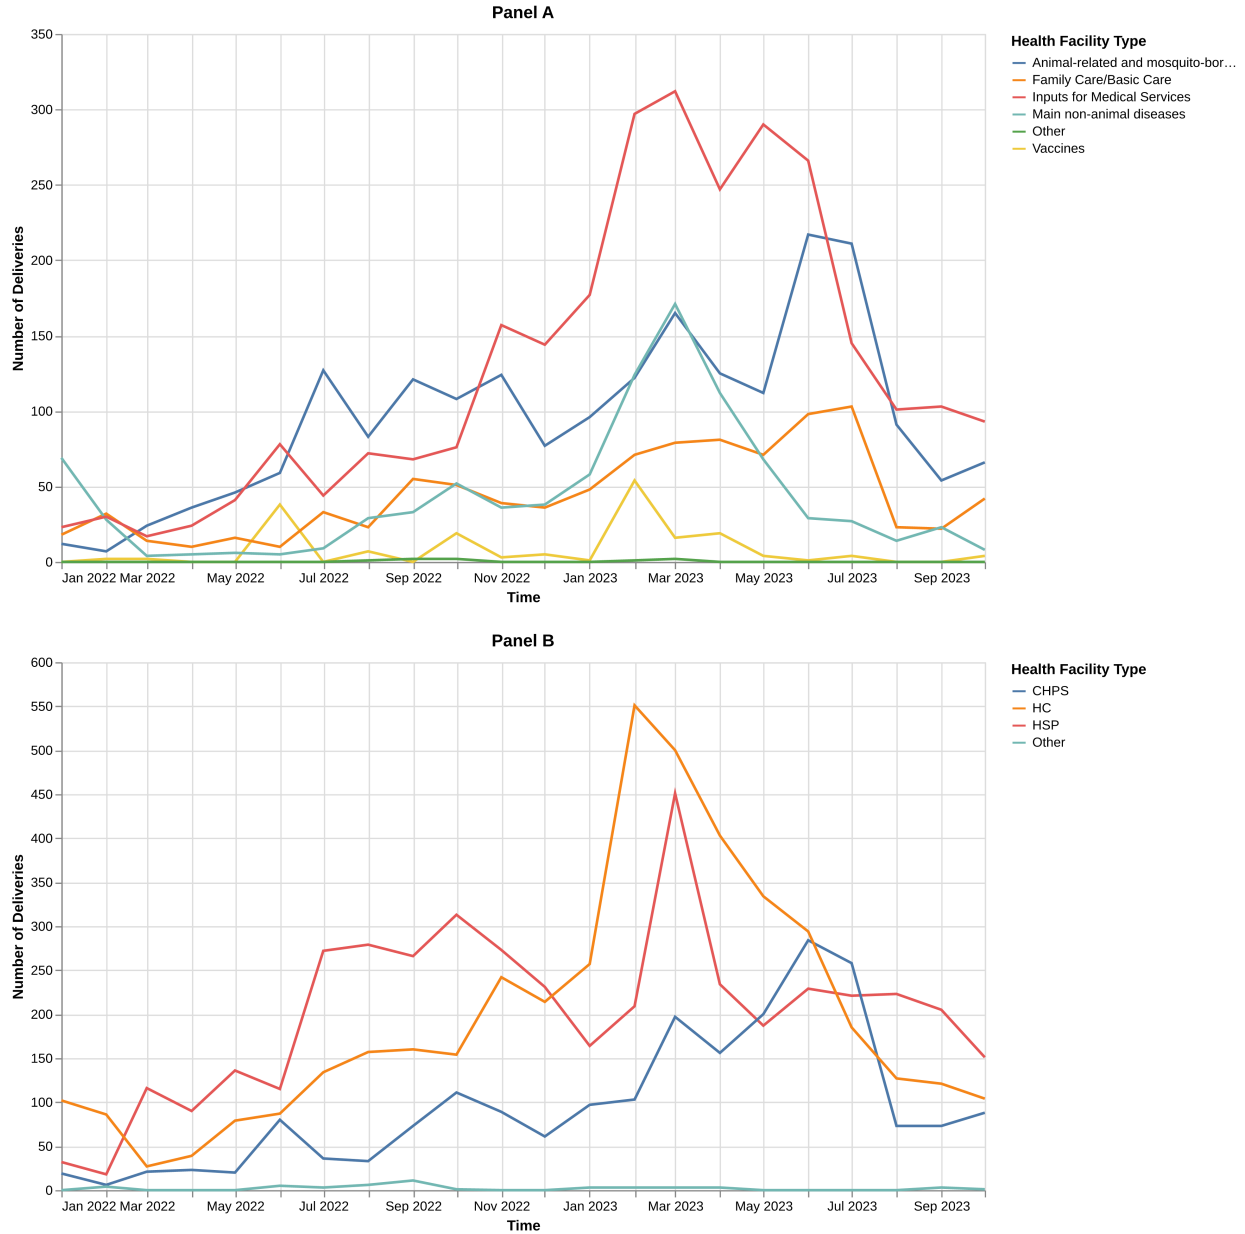 Panel A
350
300
250
200
150
100
50
0
Number of Deliveries
Jan 2022 Mar 2022 May 2022 Jul 2022 Sep 2022 Nov 2022 Jan 2023 Mar 2023 May 2023 Jul 2023 Sep 2023
Time
Health Facility Type
Animal-related and mosquito-bor…
Family Care/Basic Care
Inputs for Medical Services
Main non-animal diseases
Other
Vaccines
Panel B
600
550
500
450
400
350
300
250
200
150
100
50
0
Number of Deliveries
Jan 2022 Mar 2022 May 2022 Jul 2022 Sep 2022 Nov 2022 Jan 2023 Mar 2023 May 2023 Jul 2023 Sep 2023
Time
Health Facility Type
CHPS
HC
HSP
Other